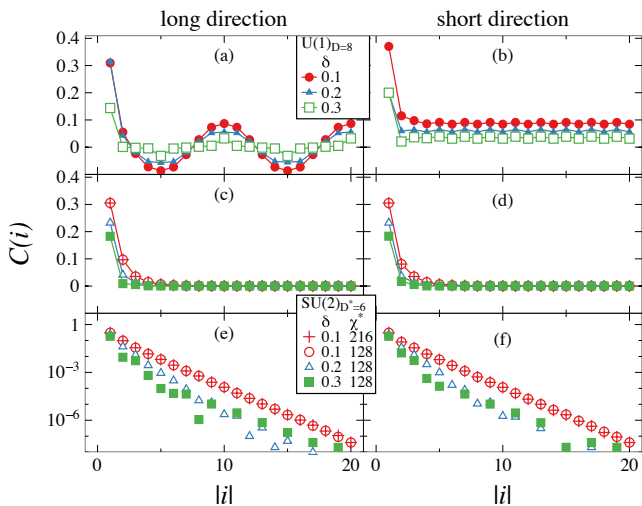 long direction
short direction
0.4
0.3
0.2
0.1
0
(a)
U(1)D=8
δ
0.1
0.2
0.3
(b)
0.4
0.3
0.2
0.1
0
(c)
(d)
C(i)
SU(2)D*=6
δ χ*
0.1 216
0.1 128
0.2 128
0.3 128
1
10⁻³
10⁻⁶
(e)
(f)
0 10 20
0 10 20
|i|
|i|